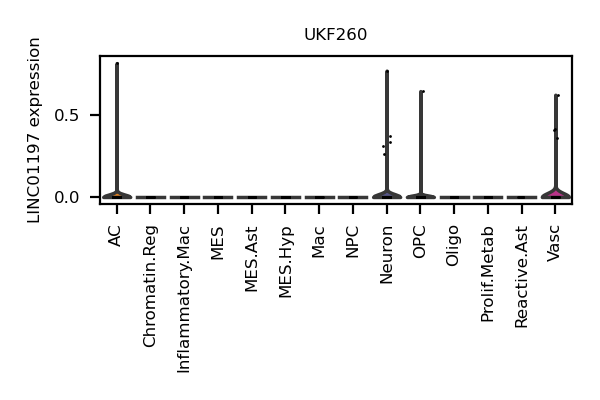 UKF260
LINC01197 expression
0.5
0.0
AC
Chromatin.Reg
Inflammatory.Mac
MES
MES.Ast
MES.Hyp
Mac
NPC
Neuron
OPC
Oligo
Prolif.Metab
Reactive.Ast
Vasc